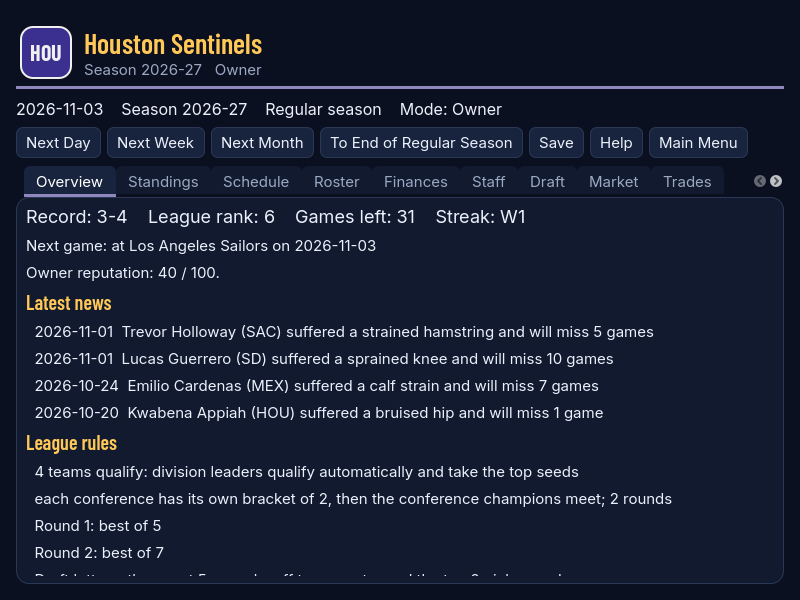 HOU
Houston Sentinels
Season 2026-27 Owner
2026-11-03 Season 2026-27 Regular season Mode: Owner
Next Day Next Week Next Month To End of Regular Season Save Help Main Menu
Overview Standings Schedule Roster Finances Staff Draft Market Trades
Record: 3-4 League rank: 6 Games left: 31 Streak: W1
Next game: at Los Angeles Sailors on 2026-11-03
Owner reputation: 40 / 100.
Latest news
2026-11-01 Trevor Holloway (SAC) suffered a strained hamstring and will miss 5 games
2026-11-01 Lucas Guerrero (SD) suffered a sprained knee and will miss 10 games
2026-10-24 Emilio Cardenas (MEX) suffered a calf strain and will miss 7 games
2026-10-20 Kwabena Appiah (HOU) suffered a bruised hip and will miss 1 game
League rules
4 teams qualify: division leaders qualify automatically and take the top seeds
each conference has its own bracket of 2, then the conference champions meet; 2 rounds
Round 1: best of 5
Round 2: best of 7